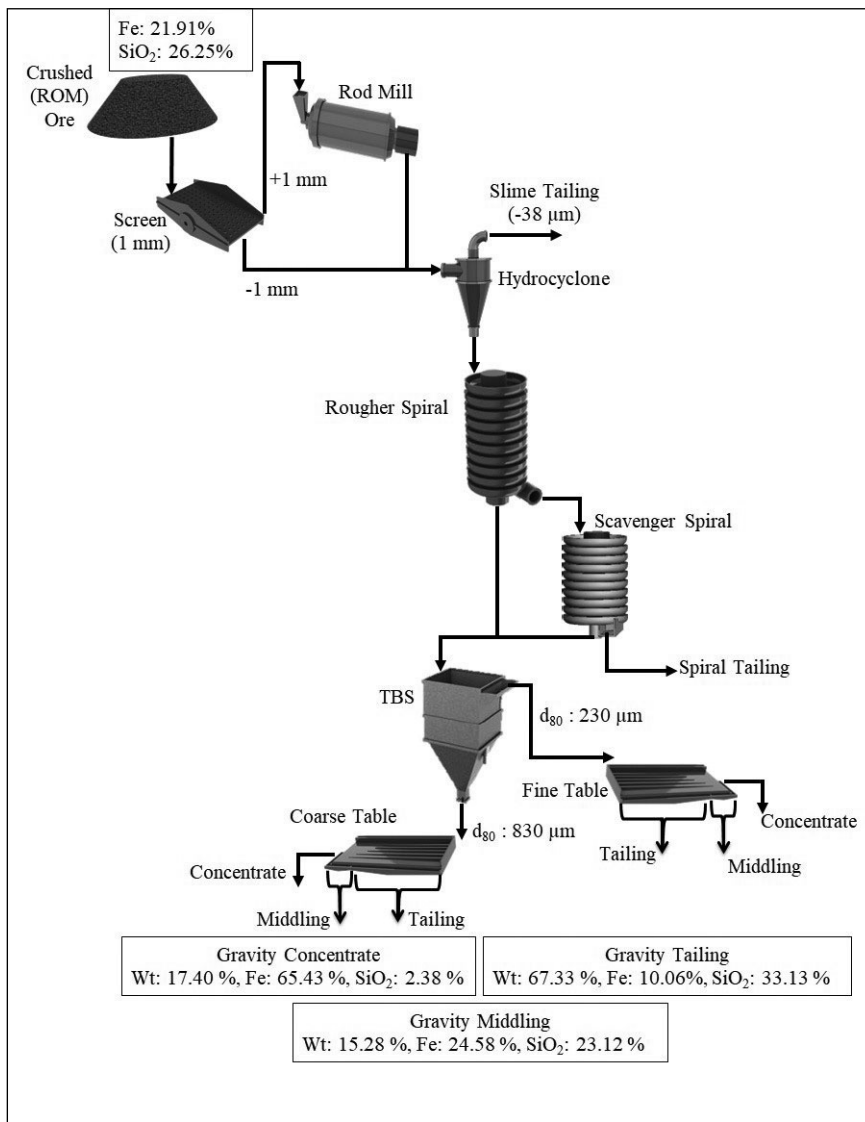 Fe: 21.91%
SiO₂: 26.25%
Crushed
(ROM)
Ore
Rod Mill
+1 mm
Screen
(1 mm)
-1 mm
Slime Tailing
(-38 µm)
Hydrocyclone
Rougher Spiral
Scavenger Spiral
Spiral Tailing
TBS
d₈₀ : 230 µm
Fine Table
Concentrate
Tailing
Middling
Coarse Table
d₈₀ : 830 µm
Concentrate
Middling
Tailing
Gravity Concentrate
Wt: 17.40 %, Fe: 65.43 %, SiO₂: 2.38 %
Gravity Tailing
Wt: 67.33 %, Fe: 10.06%, SiO₂: 33.13 %
Gravity Middling
Wt: 15.28 %, Fe: 24.58 %, SiO₂: 23.12 %